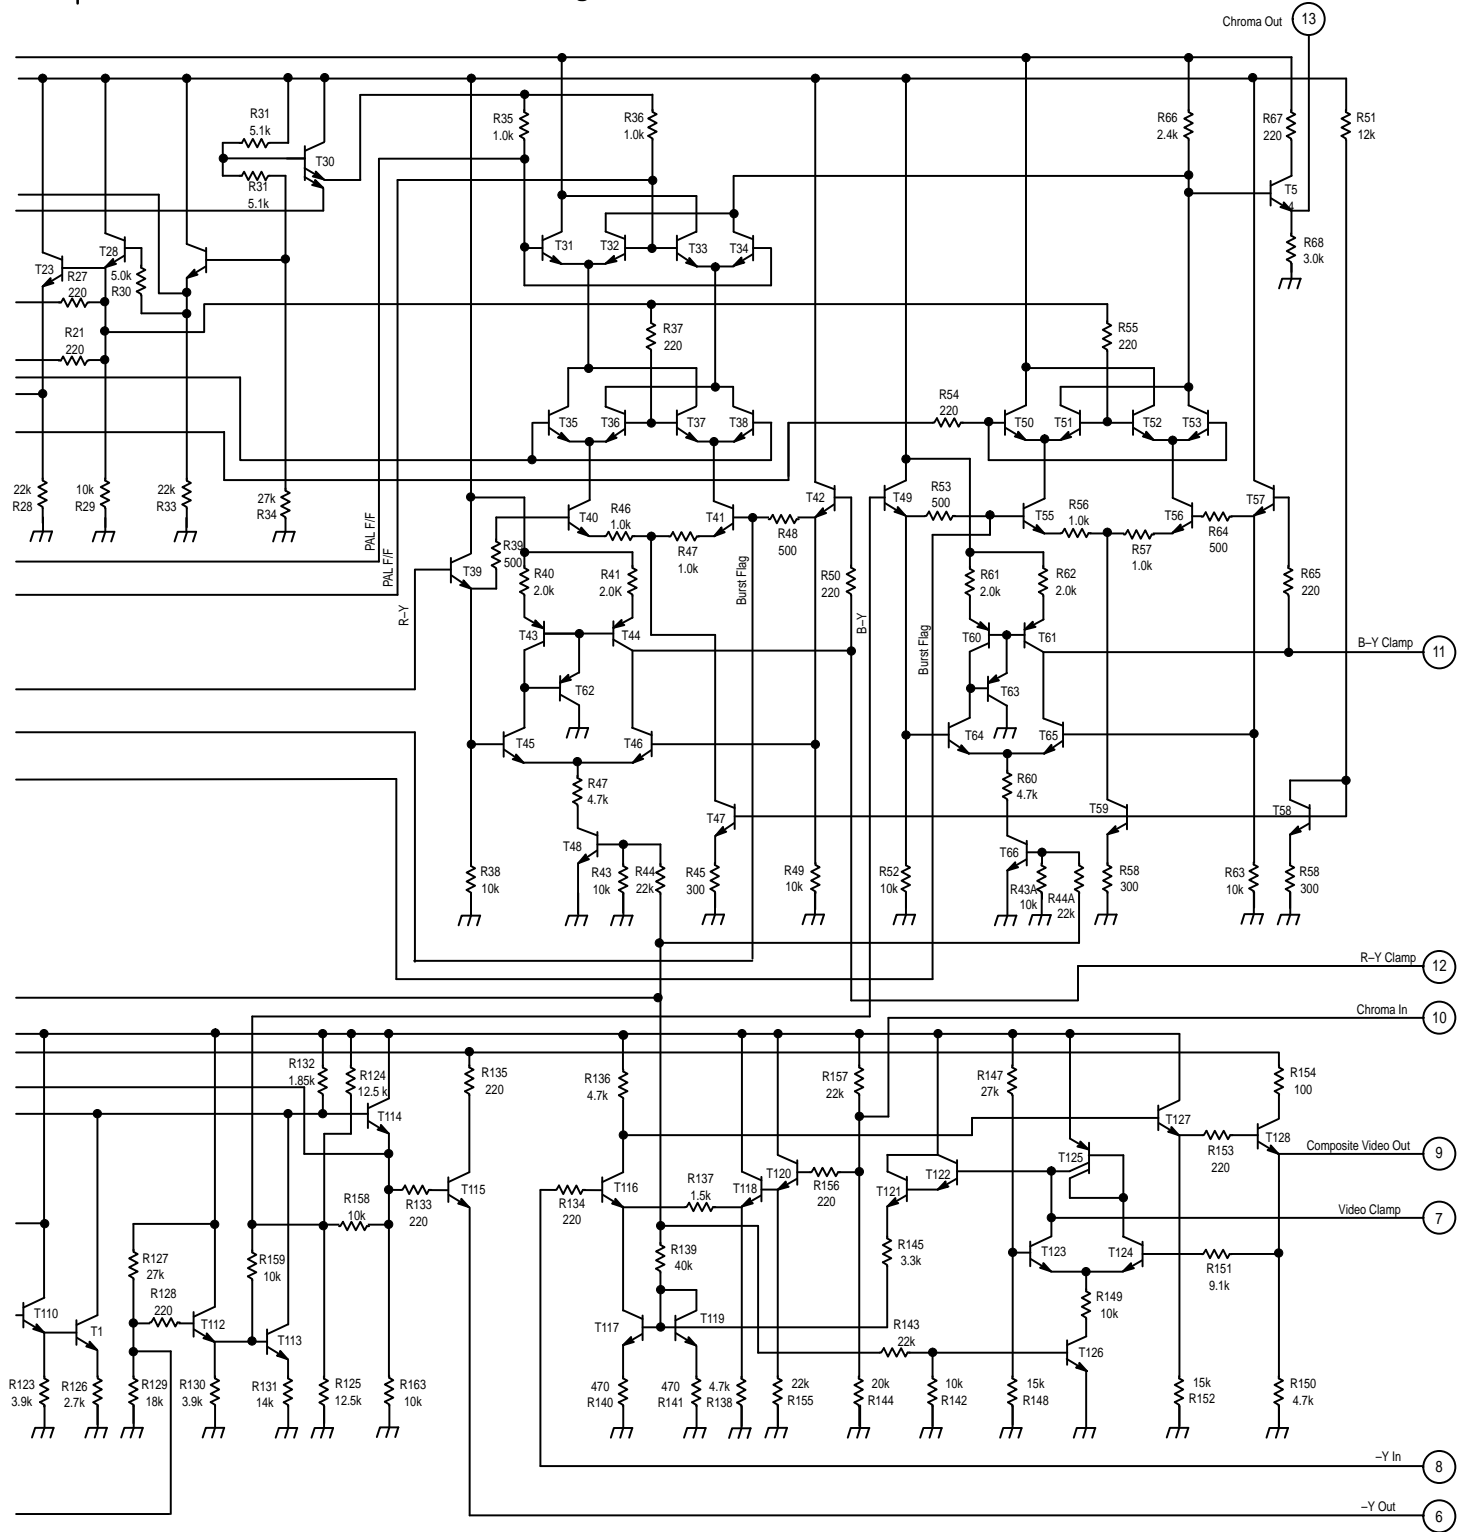 Chroma Out 13
R31
5.1k
T30
R31
5.1k
R35
1.0k
R36
1.0k
R66
2.4k
R67
220
R51
12k
T5
4
R68
3.0k
T23
T28
R27
220
5.0k
R30
R21
220
T31
T32
T33
T34
R37
220
R55
220
T35
T36
T37
T38
R54
220
T50
T51
T52
T53
22k
R28
10k
R29
22k
R33
27k
R34
PAL F/F
PAL F/F
R–Y
T39
R39
500
T40
R46
1.0k
R47
1.0k
T41
R48
500
T42
T49
R53
500
T55
R56
1.0k
R57
1.0k
T56
R64
500
T57
R40
2.0k
R41
2.0K
Burst Flag
R50
220
B–Y
R61
2.0k
R62
2.0k
R65
220
T43
T44
T62
Burst Flag
T60
T61
T63
B–Y Clamp 11
T45
T46
T64
T65
R47
4.7k
R60
4.7k
T48
T47
T66
T59
T58
R38
10k
R43
10k
R44
22k
R45
300
R49
10k
R52
10k
R43A
10k
R44A
22k
R58
300
R63
10k
R58
300
R–Y Clamp 12
Chroma In 10
R132
1.85k
R124
12.5 k
R135
220
R136
4.7k
R157
22k
R147
27k
R154
100
T114
T127
R153
220
T128
Composite Video Out 9
R133
220
T115
R134
220
T116
R137
1.5k
T118
T120
R156
220
T121
T122
T125
R158
10k
Video Clamp 7
R127
27k
R159
10k
R139
40k
R145
3.3k
T123
T124
R151
9.1k
R149
10k
T110
T1
R128
220
T112
T113
T117
T119
R143
22k
T126
R123
3.9k
R126
2.7k
R129
18k
R130
3.9k
R131
14k
R125
12.5k
R163
10k
470
R140
470
R141
4.7k
R138
22k
R155
20k
R144
10k
R142
15k
R148
15k
R152
R150
4.7k
–Y In 8
–Y Out 6